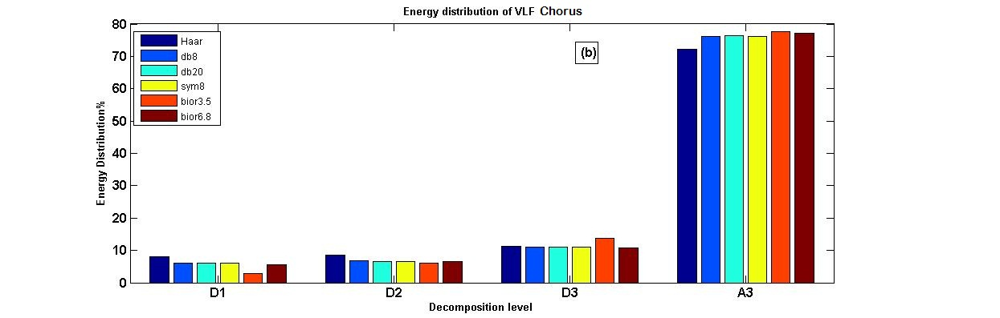 Energy distribution of VLF Chorus
80
70
60
50
40
30
20
10
0
Energy Distribution%
Haar
db8
db20
sym8
bior3.5
bior6.8
(b)
D1 D2 D3 A3
Decomposition level